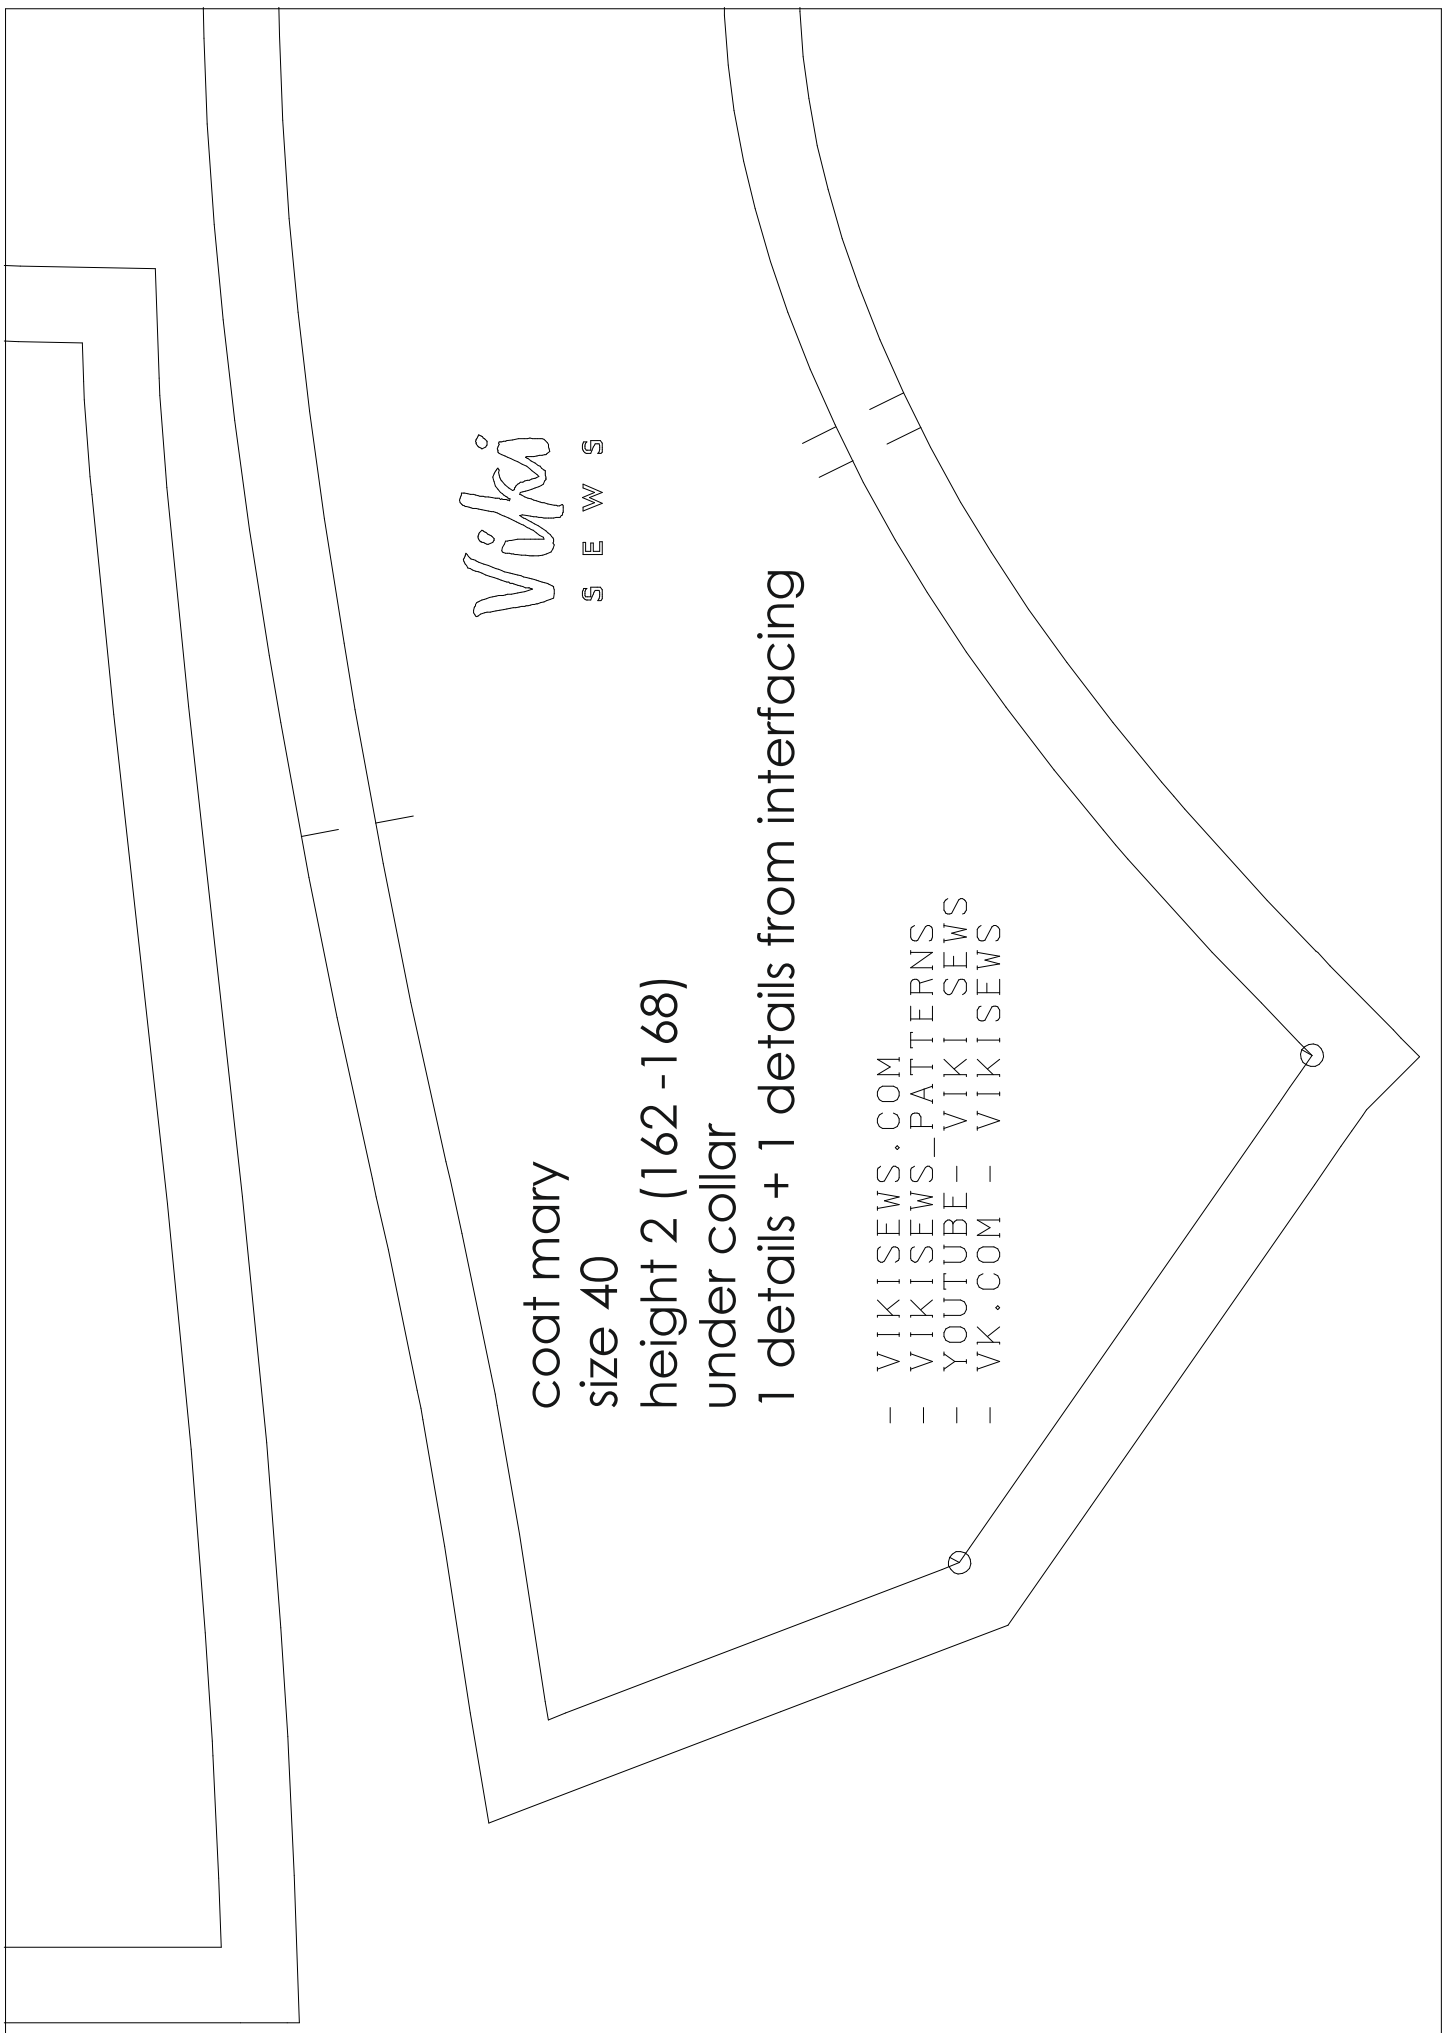 Viki
SEWS
coat mary
size 40
height 2 (162 -168)
under collar
1 details + 1 details from interfacing
- VIKISEWS.COM
- VIKISEWS_PATTERNS
- YOUTUBE- VIKI SEWS
- VK.COM - VIKISEWS